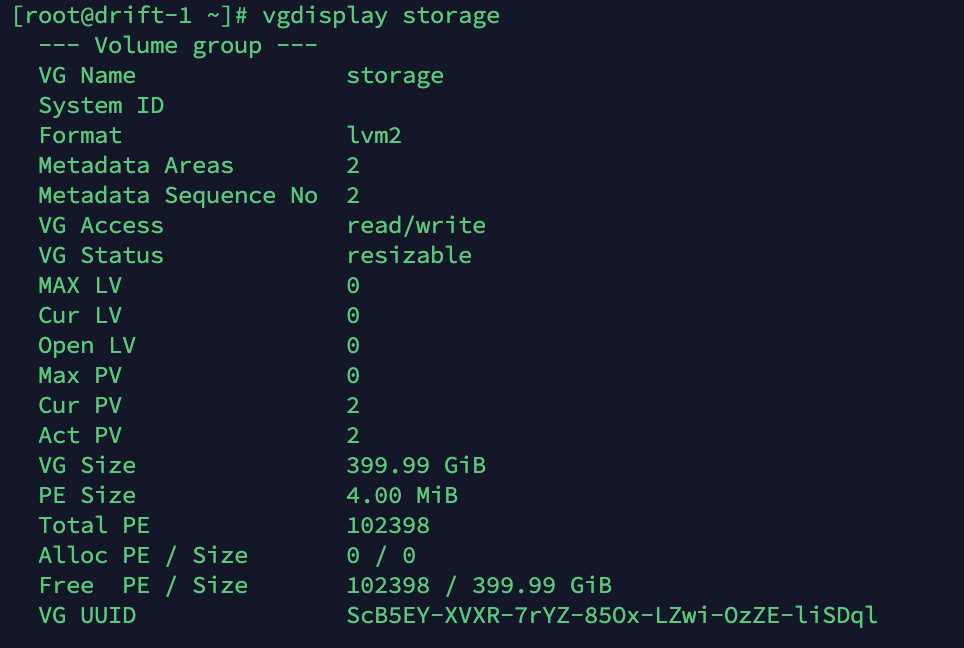 [root@drift-1 ~]# vgdisplay storage
  --- Volume group ---
  VG Name               storage
  System ID
  Format                lvm2
  Metadata Areas        2
  Metadata Sequence No  2
  VG Access             read/write
  VG Status             resizable
  MAX LV                0
  Cur LV                0
  Open LV               0
  Max PV                0
  Cur PV                2
  Act PV                2
  VG Size               399.99 GiB
  PE Size               4.00 MiB
  Total PE              102398
  Alloc PE / Size       0 / 0
  Free  PE / Size       102398 / 399.99 GiB
  VG UUID               ScB5EY-XVXR-7rYZ-85Ox-LZwi-OzZE-liSDql